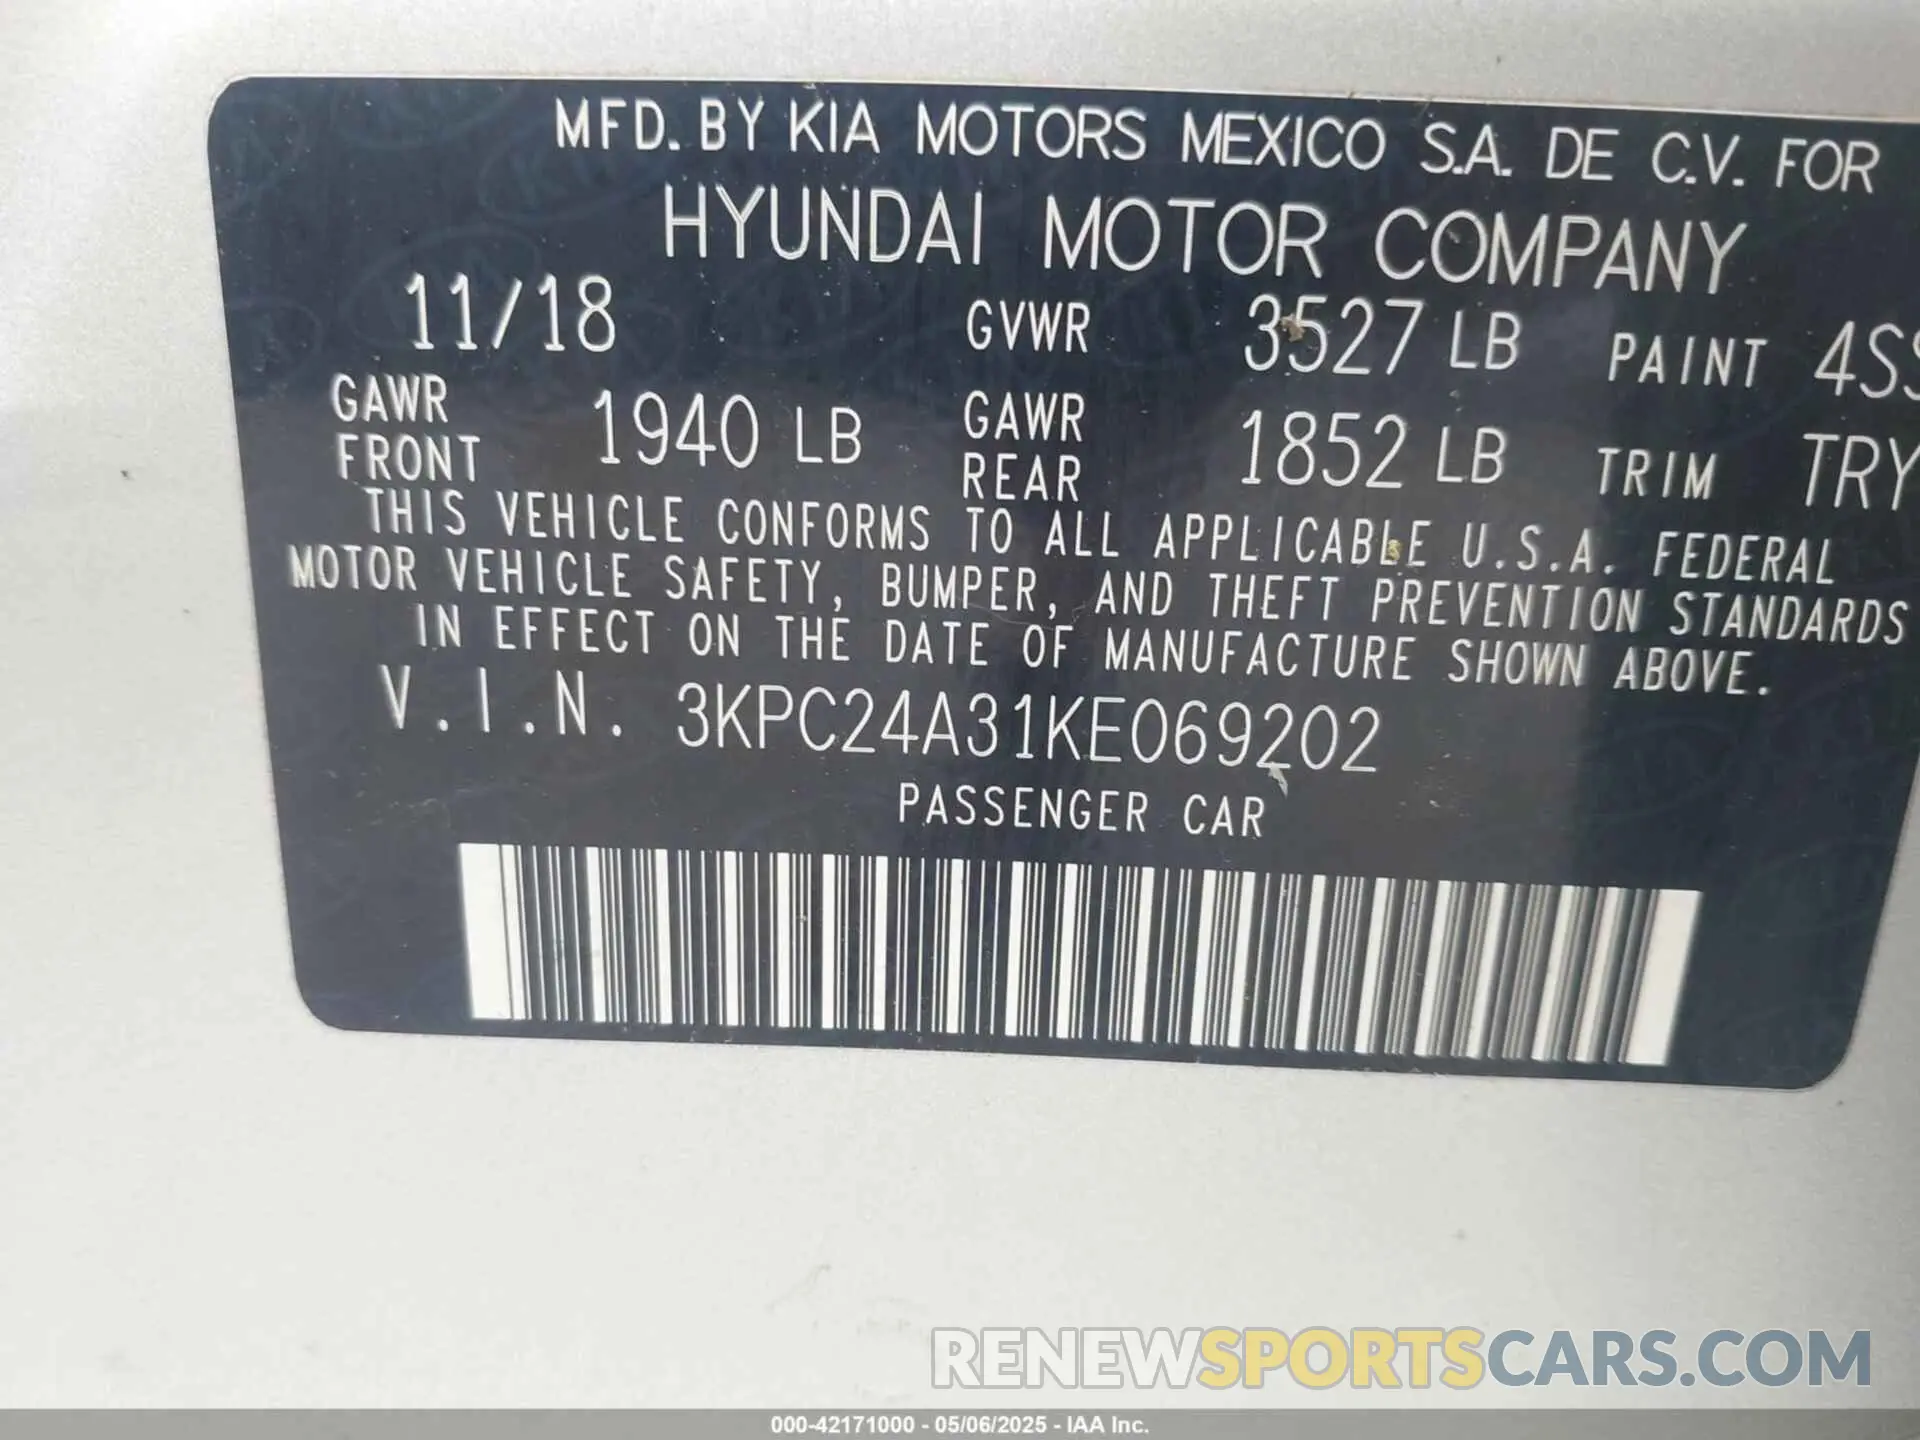 MFD. BY KIA MOTORS MEXICO S.A. DE C.V. FOR
HYUNDAI MOTOR COMPANY
11/18 GVWR 3527 LB PAINT 4SS
GAWR FRONT 1940 LB GAWR REAR 1852 LB TRIM TRY
THIS VEHICLE CONFORMS TO ALL APPLICABLE U.S.A. FEDERAL
MOTOR VEHICLE SAFETY, BUMPER, AND THEFT PREVENTION STANDARDS
IN EFFECT ON THE DATE OF MANUFACTURE SHOWN ABOVE.
V.I.N. 3KPC24A31KE069202
PASSENGER CAR
RENEWSPORTSCARS.COM
000-42171000 - 05/06/2025 - IAA Inc.